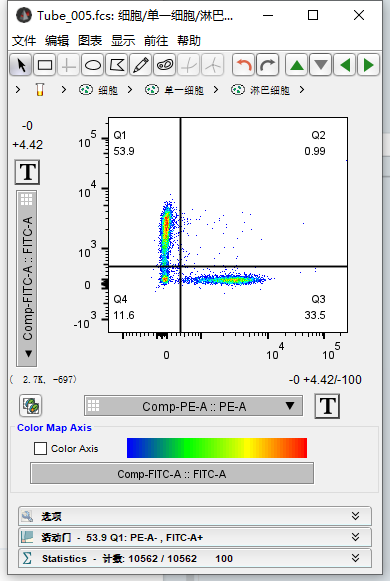 Tube_005.fcs: 细胞/单一细胞/淋巴...
文件 编辑 图表 显示 前往 帮助
> > 细胞 > 单一细胞 > 淋巴细胞 >
-0
+4.42
T
Comp-FITC-A :: FITC-A
10^5
10^4
10^3
0
-10^3
Q1
53.9
Q2
0.99
Q4
11.6
Q3
33.5
0 10^4 10^5
( 2.7K, -697)
-0 +4.42/-100
Comp-PE-A :: PE-A
T
Color Map Axis
Color Axis
Comp-FITC-A :: FITC-A
选项
活动门 - 53.9 Q1: PE-A- , FITC-A+
Σ Statistics - 计数: 10562 / 10562 100